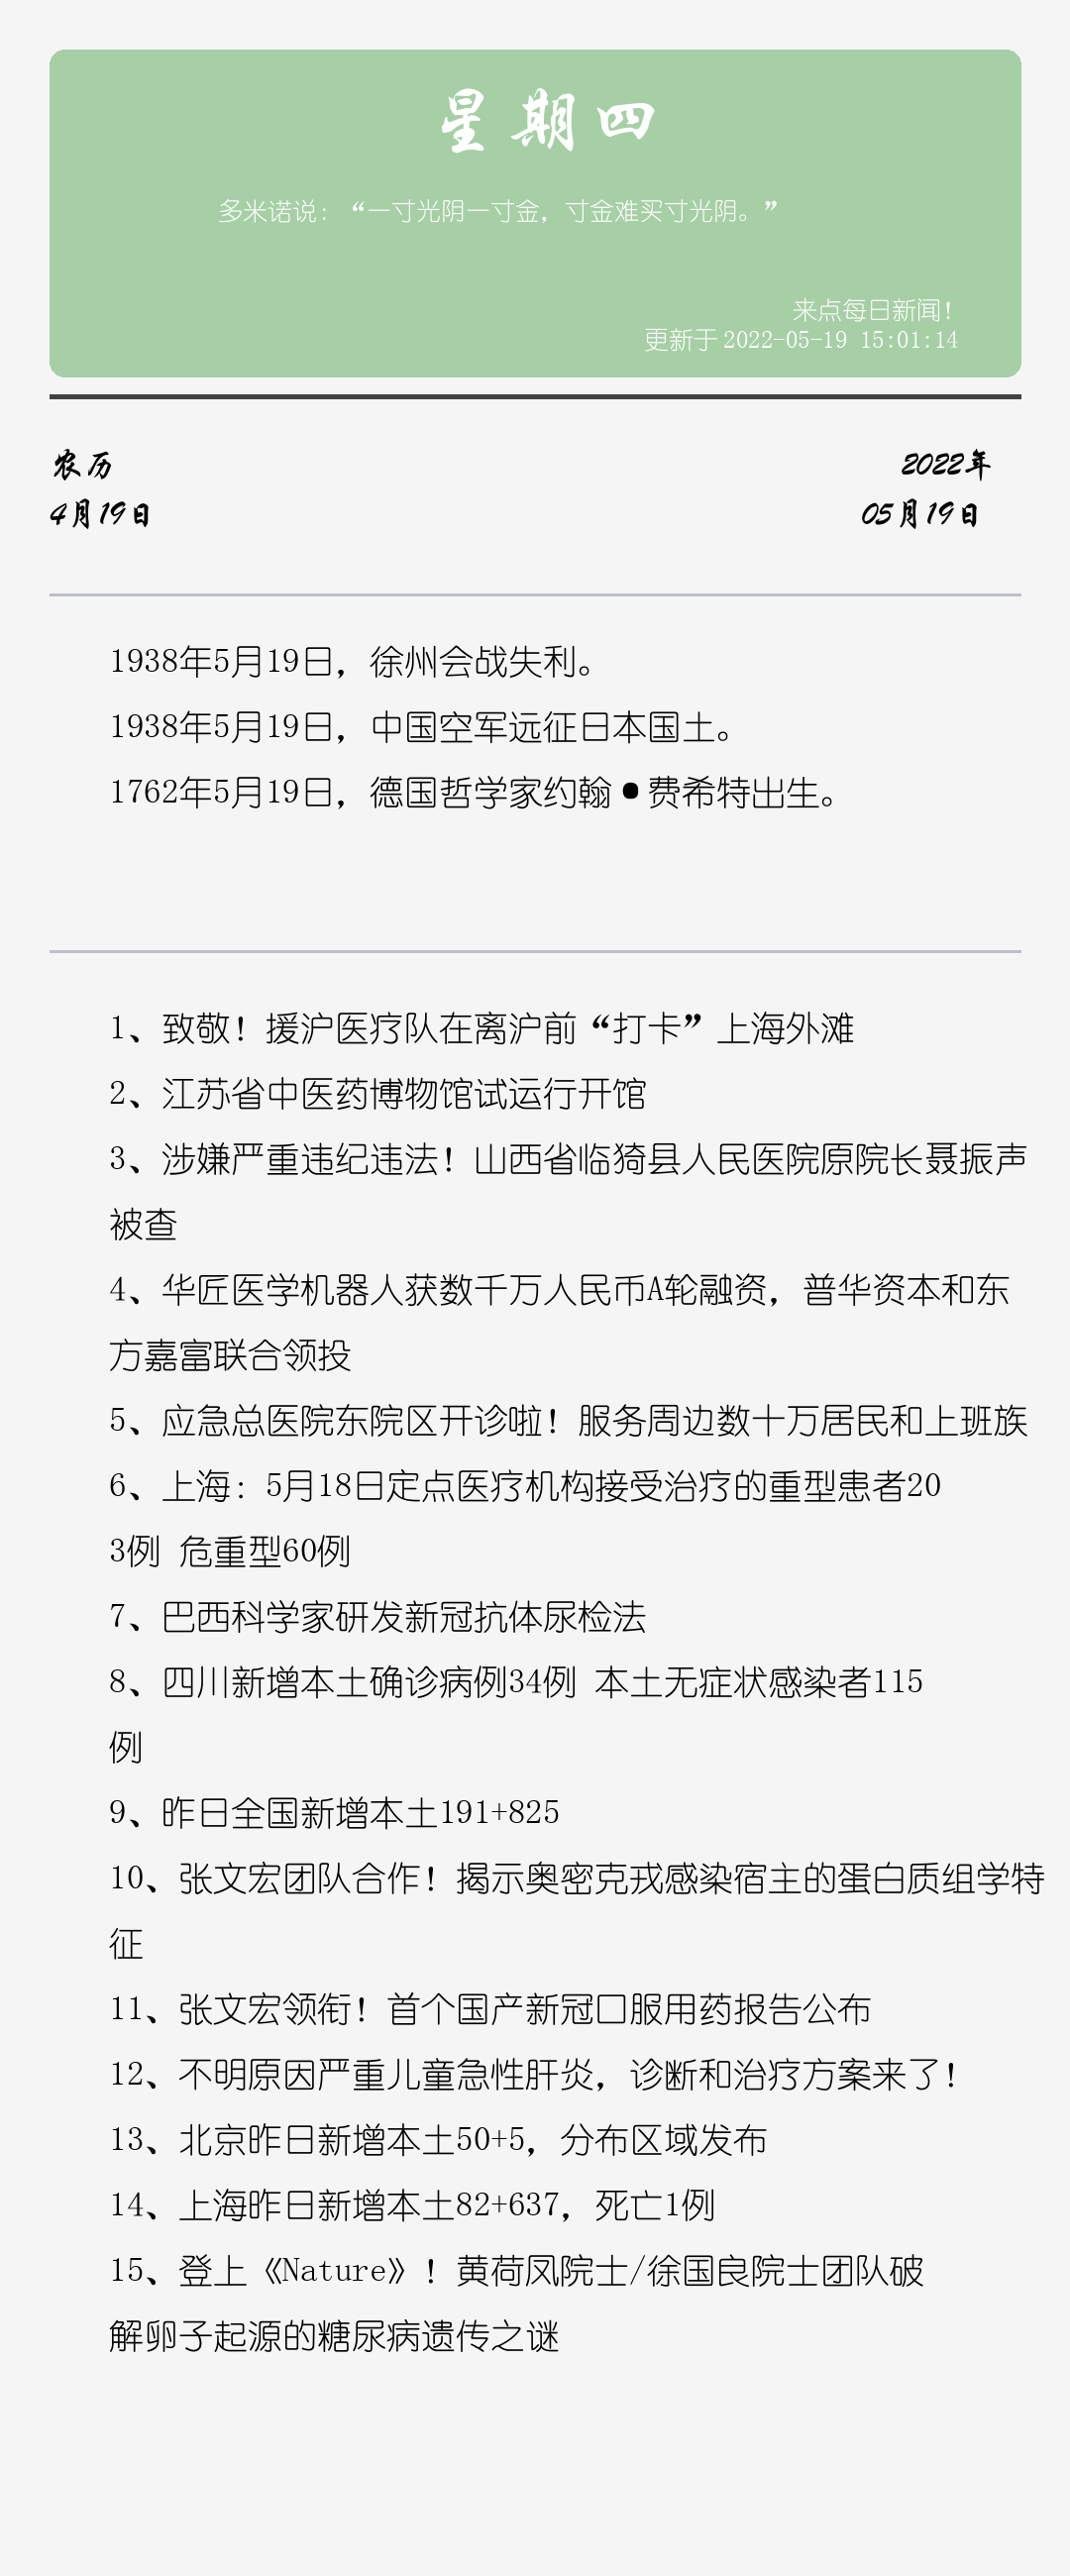 星期四
多米诺说：“一寸光阴一寸金，寸金难买寸光阴。”
来点每日新闻！
更新于 2022-05-19 15:01:14
农历
2022年
4月19日
05月19日
1938年5月19日，徐州会战失利。
1938年5月19日，中国空军远征日本国土。
1762年5月19日，德国哲学家约翰•费希特出生。
1、致敬！援沪医疗队在离沪前“打卡”上海外滩
2、江苏省中医药博物馆试运行开馆
3、涉嫌严重违纪违法！山西省临猗县人民医院原院长聂振声
被查
4、华匠医学机器人获数千万人民币A轮融资，普华资本和东
方嘉富联合领投
5、应急总医院东院区开诊啦！服务周边数十万居民和上班族
6、上海：5月18日定点医疗机构接受治疗的重型患者20
3例 危重型60例
7、巴西科学家研发新冠抗体尿检法
8、四川新增本土确诊病例34例 本土无症状感染者115
例
9、昨日全国新增本土191+825
10、张文宏团队合作！揭示奥密克戎感染宿主的蛋白质组学特
征
11、张文宏领衔！首个国产新冠口服用药报告公布
12、不明原因严重儿童急性肝炎，诊断和治疗方案来了！
13、北京昨日新增本土50+5，分布区域发布
14、上海昨日新增本土82+637，死亡1例
15、登上《Nature》！黄荷凤院士/徐国良院士团队破
解卵子起源的糖尿病遗传之谜